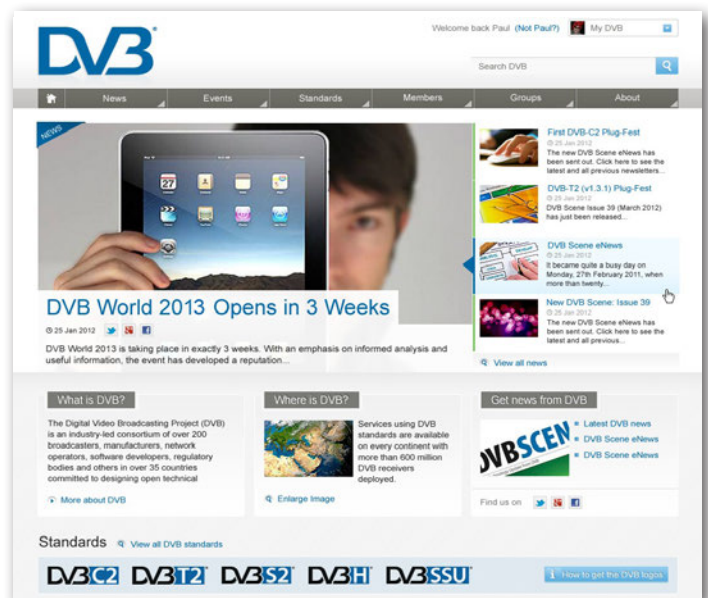 DVB
Welcome back Paul (Not Paul?) My DVB
Search DVB
News Events Standards Members Groups About
NEWS
First DVB-C2 Plug-Fest
25 Jan 2012
The new DVB Scene eNews has
been sent out. Click here to see the
latest and all previous newsletters...
DVB-T2 (v1.3.1) Plug-Fest
25 Jan 2012
DVB Scene Issue 39 (March 2012)
has just been released...
DVB Scene eNews
25 Jan 2012
It became quite a busy day on
Monday, 27th February 2011, when
more than twenty...
New DVB Scene: Issue 39
25 Jan 2012
The new DVB Scene eNews has
been sent out. Click here to see the
latest and all previous...
View all news
27
DVB World 2013 Opens in 3 Weeks
25 Jan 2012
DVB World 2013 is taking place in exactly 3 weeks. With an emphasis on informed analysis and
useful information, the event has developed a reputation...
What is DVB?
The Digital Video Broadcasting Project (DVB)
is an industry-led consortium of over 200
broadcasters, manufacturers, network
operators, software developers, regulatory
bodies and others in over 35 countries
committed to designing open technical
More about DVB
Where is DVB?
Services using DVB
standards are available
on every continent with
more than 600 million
DVB receivers
deployed.
Enlarge Image
Get news from DVB
DVBSCEN
Latest DVB news
DVB Scene eNews
DVB Scene eNews
Find us on
Standards View all DVB standards
DVB C2 DVB T2 DVB S2 DVB H DVB SSU
How to get the DVB logos